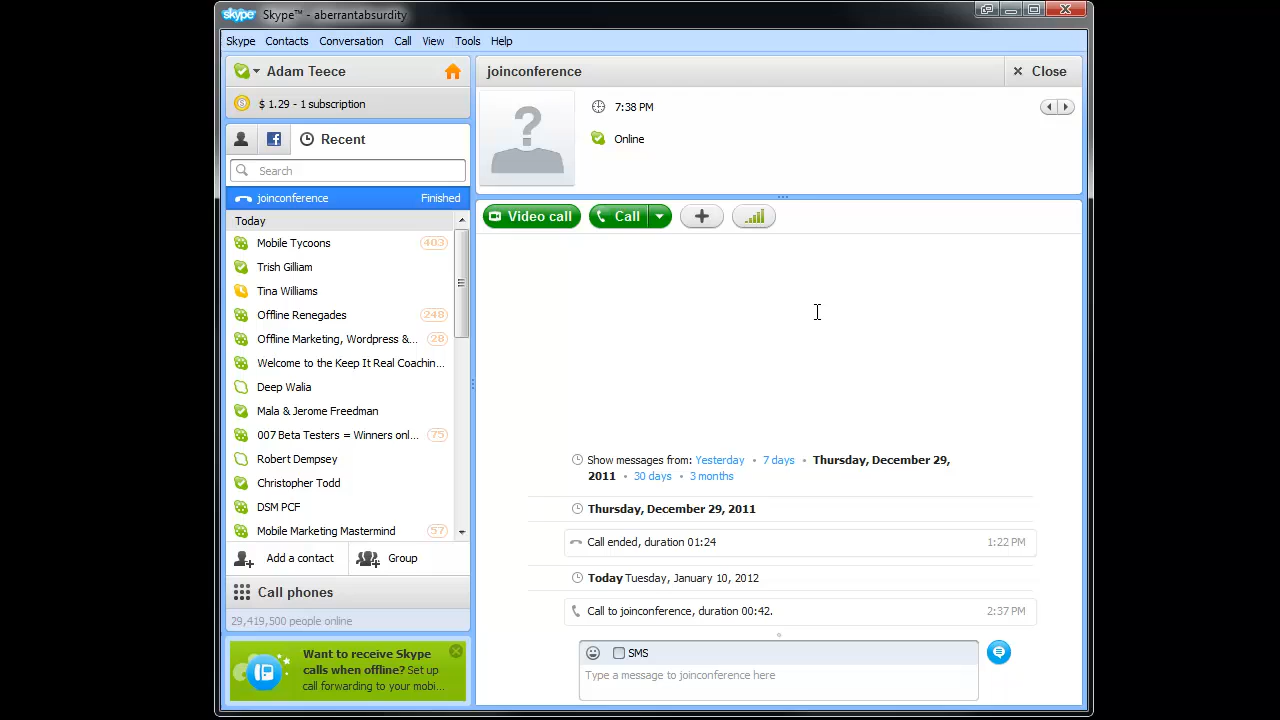 Skype™ - aberrantabsurdity
Skype Contacts Conversation Call View Tools Help
Adam Teece
$ 1.29 - 1 subscription
Recent
Search
joinconference Finished
Today
Mobile Tycoons 403
Trish Gilliam
Tina Williams
Offline Renegades 248
Offline Marketing, Wordpress &... 28
Welcome to the Keep It Real Coachin...
Deep Walia
Mala & Jerome Freedman
007 Beta Testers = Winners onl... 75
Robert Dempsey
Christopher Todd
DSM PCF
Mobile Marketing Mastermind 57
Add a contact Group
Call phones
29,419,500 people online
Want to receive Skype
calls when offline? Set up
call forwarding to your mobi...
joinconference Close
7:38 PM
Online
Video call Call
Show messages from: Yesterday • 7 days • Thursday, December 29,
2011 • 30 days • 3 months
Thursday, December 29, 2011
Call ended, duration 01:24 1:22 PM
Today Tuesday, January 10, 2012
Call to joinconference, duration 00:42. 2:37 PM
SMS
Type a message to joinconference here